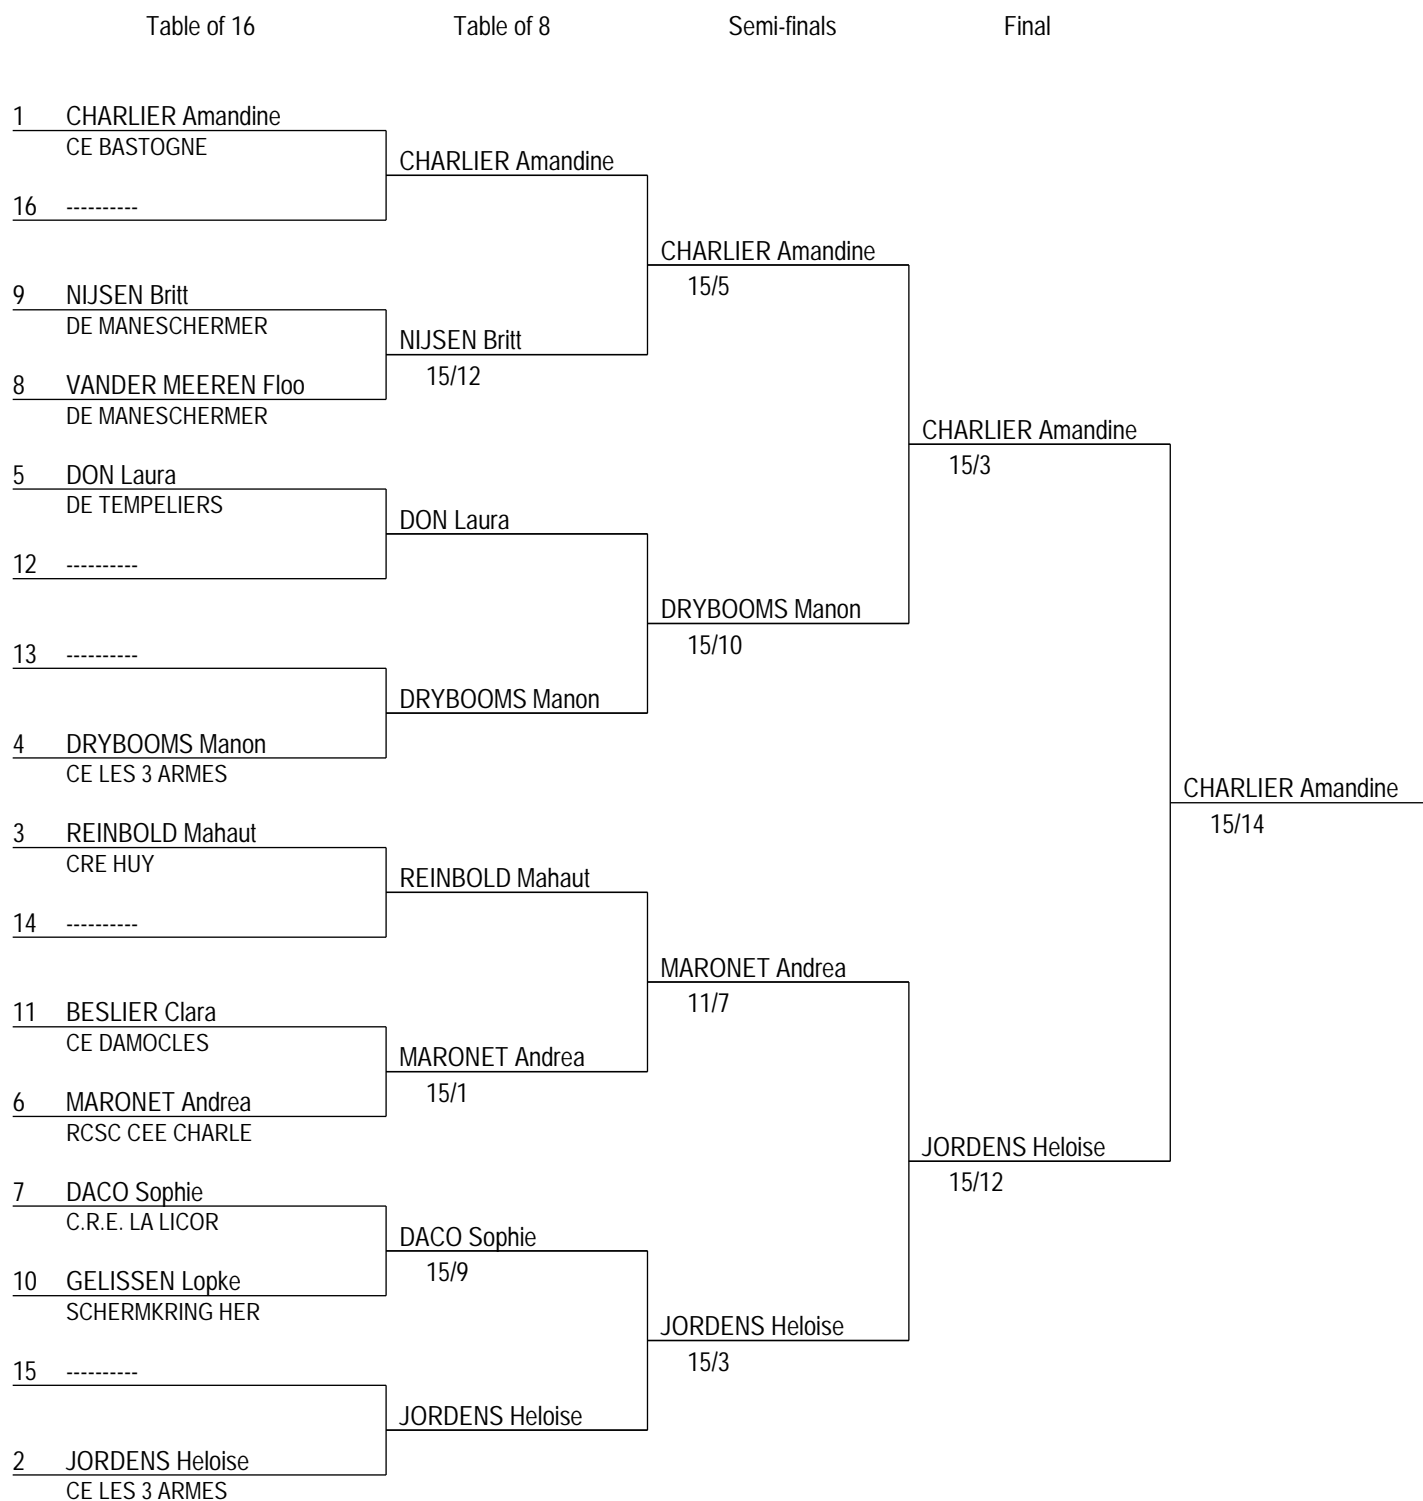 Table of 16 Table of 8 Semi-finals Final
1 CHARLIER Amandine
CE BASTOGNE
CHARLIER Amandine
16 ----------
CHARLIER Amandine
15/5
9 NIJSEN Britt
DE MANESCHERMER
NIJSEN Britt
15/12
8 VANDER MEEREN Floo
DE MANESCHERMER
CHARLIER Amandine
15/3
5 DON Laura
DE TEMPELIERS
DON Laura
12 ----------
DRYBOOMS Manon
15/10
13 ----------
DRYBOOMS Manon
4 DRYBOOMS Manon
CE LES 3 ARMES
CHARLIER Amandine
15/14
3 REINBOLD Mahaut
CRE HUY
REINBOLD Mahaut
14 ----------
MARONET Andrea
11/7
11 BESLIER Clara
CE DAMOCLES
MARONET Andrea
15/1
6 MARONET Andrea
RCSC CEE CHARLE
JORDENS Heloise
15/12
7 DACO Sophie
C.R.E. LA LICOR
DACO Sophie
15/9
10 GELISSEN Lopke
SCHERMKRING HER
JORDENS Heloise
15/3
15 ----------
JORDENS Heloise
2 JORDENS Heloise
CE LES 3 ARMES